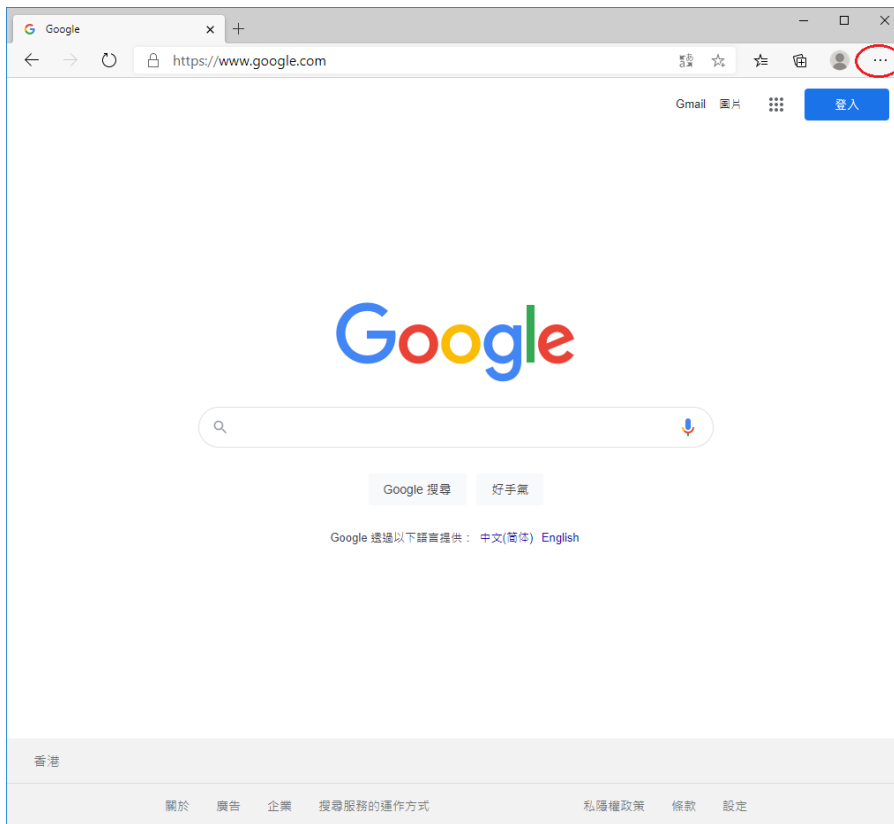 Google
https://www.google.com
Gmail 圖片 登入
Google
Google 搜尋 好手氣
Google 透過以下語言提供： 中文(简体) English
香港
關於 廣告 企業 搜尋服務的運作方式 私隱權政策 條款 設定